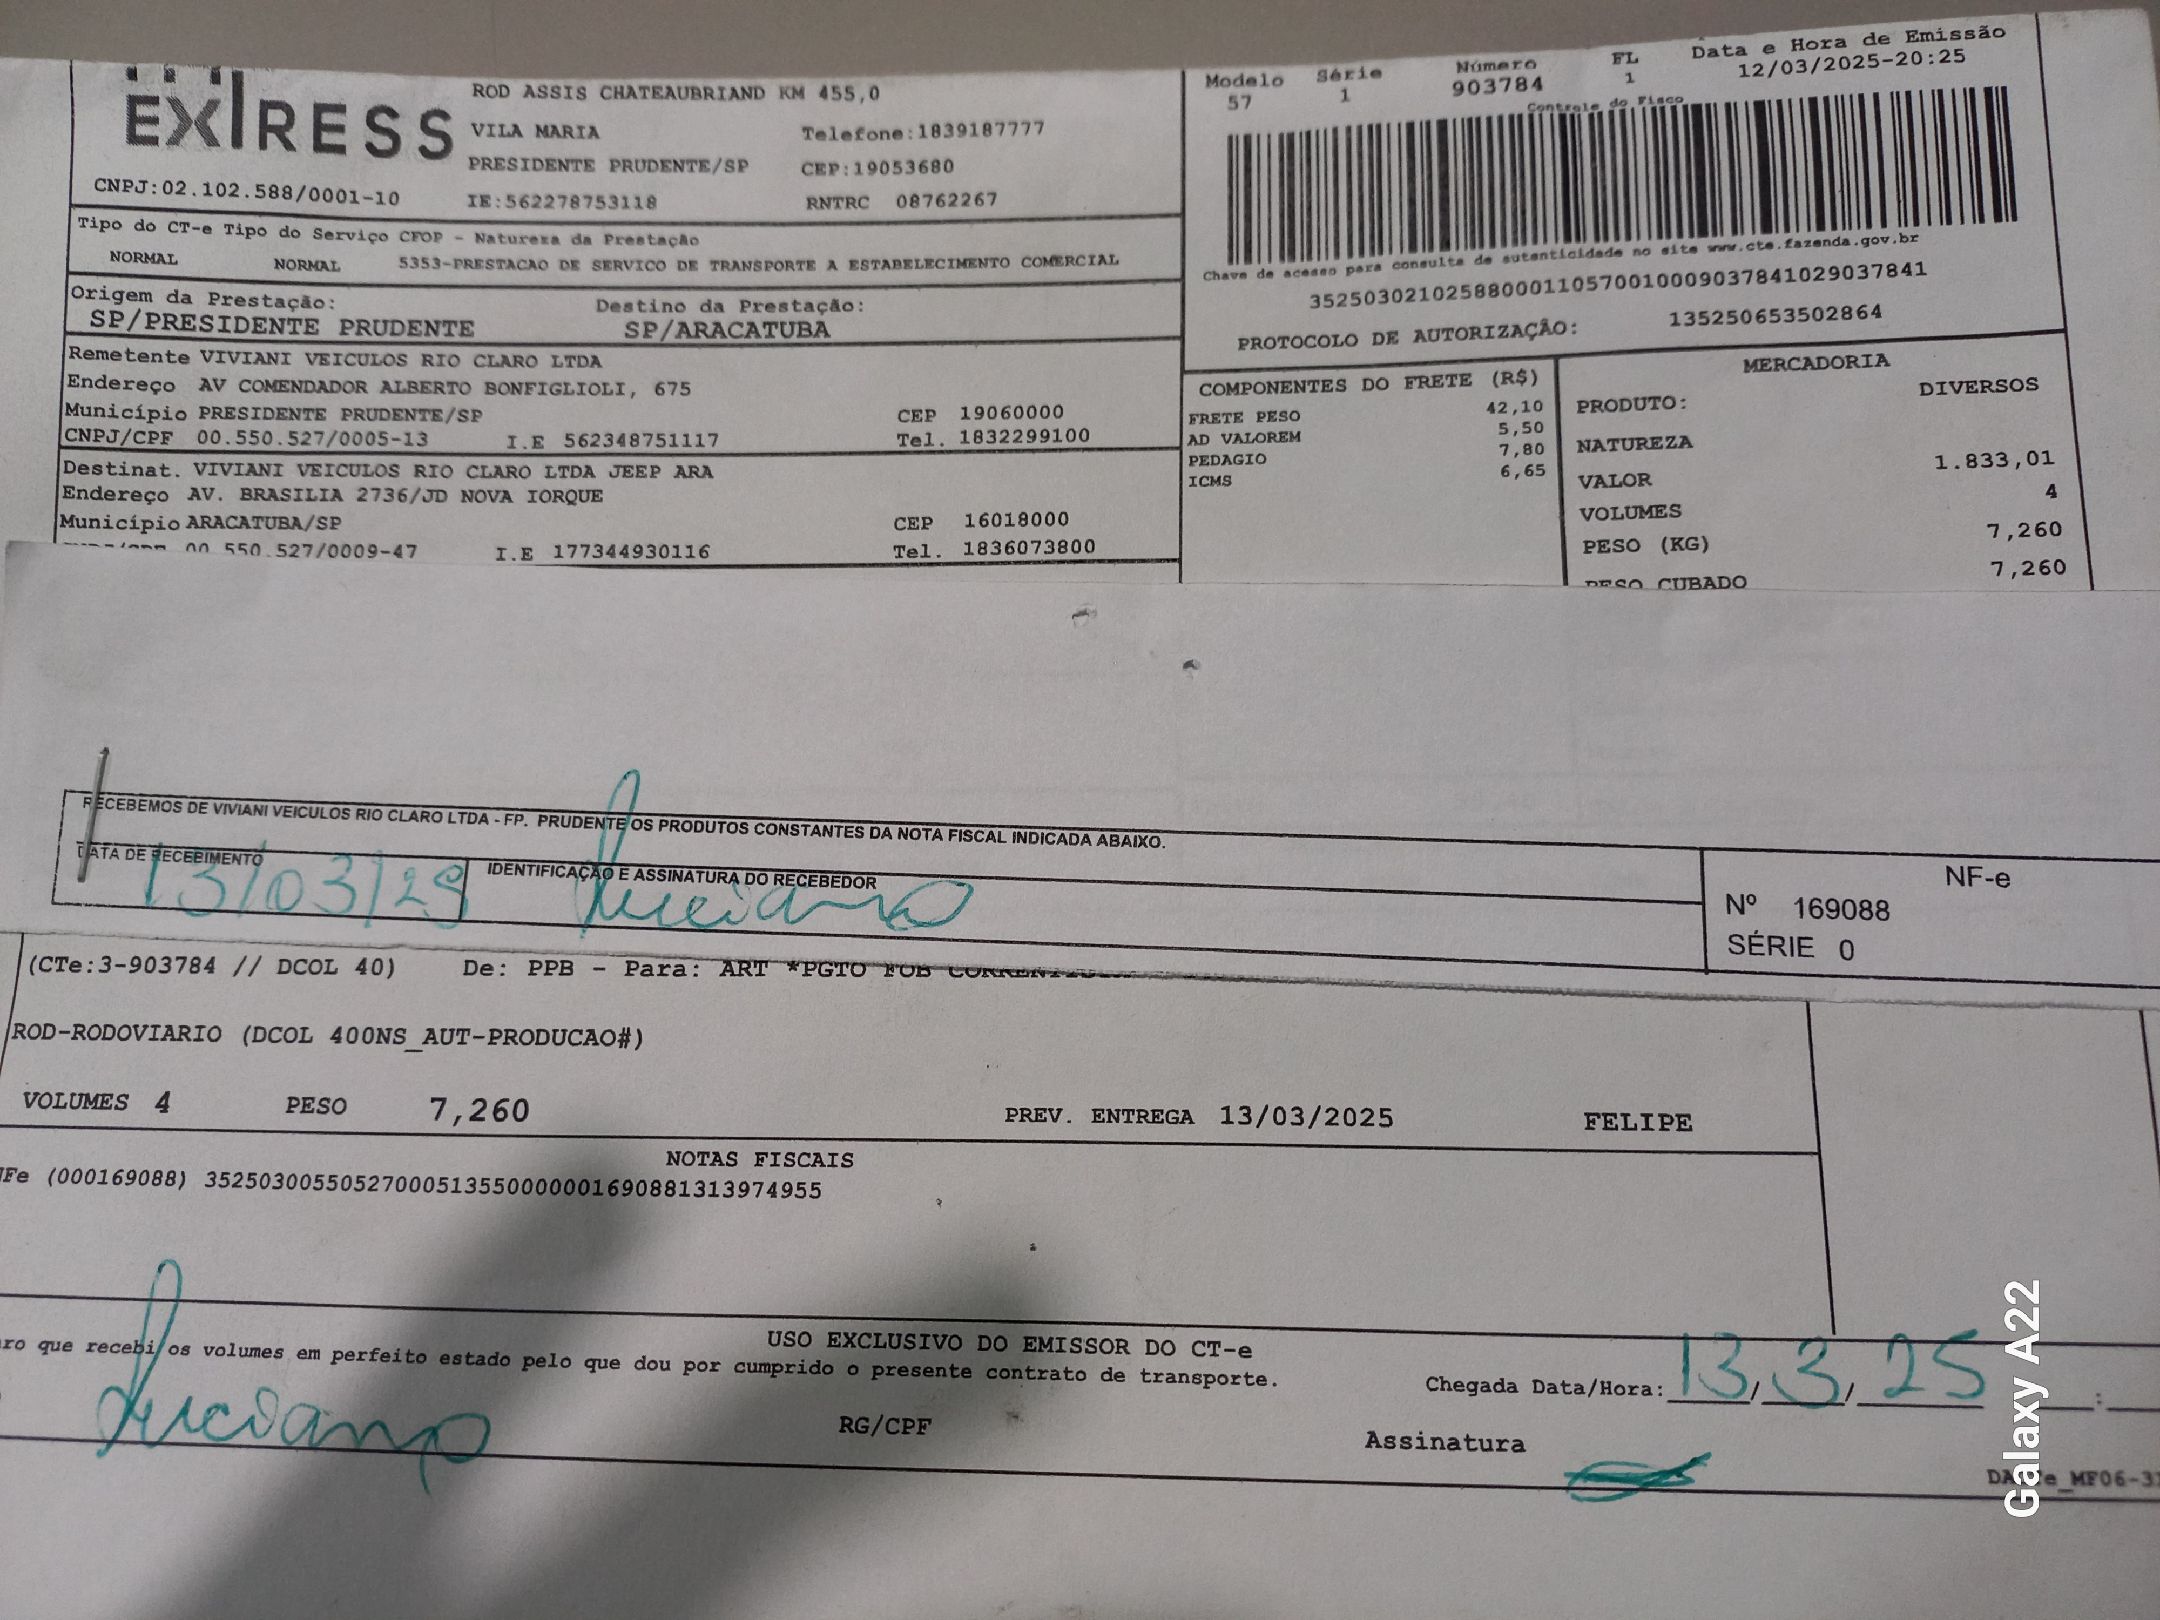 EXPRESS
ROD ASSIS CHATEAUBRIAND KM 455,0
VILA MARIA Telefone:1839187777
PRESIDENTE PRUDENTE/SP CEP:19053680
CNPJ:02.102.588/0001-10 IE:562278753118 RNTRC 08762267
Modelo Série Número FL Data e Hora de Emissão
57 1 903784 1 12/03/2025-20:25
Controle do Fisco
Chave de acesso para consulta de autenticidade no site www.cte.fazenda.gov.br
35250302102588000110570010009037841029037841
PROTOCOLO DE AUTORIZAÇÃO: 135250653502864
Tipo do CT-e Tipo do Serviço CFOP - Natureza da Prestação
NORMAL NORMAL 5353-PRESTACAO DE SERVICO DE TRANSPORTE A ESTABELECIMENTO COMERCIAL
Origem da Prestação: Destino da Prestação:
SP/PRESIDENTE PRUDENTE SP/ARACATUBA
Remetente VIVIANI VEICULOS RIO CLARO LTDA
Endereço AV COMENDADOR ALBERTO BONFIGLIOLI, 675
Município PRESIDENTE PRUDENTE/SP CEP 19060000
CNPJ/CPF 00.550.527/0005-13 I.E 562348751117 Tel. 1832299100
Destinat. VIVIANI VEICULOS RIO CLARO LTDA JEEP ARA
Endereço AV. BRASILIA 2736/JD NOVA IORQUE
Município ARACATUBA/SP CEP 16018000
00.550.527/0009-47 I.E 177344930116 Tel. 1836073800
COMPONENTES DO FRETE (R$)
FRETE PESO 42,10
AD VALOREM 5,50
PEDAGIO 7,80
ICMS 6,65
MERCADORIA
PRODUTO: DIVERSOS
NATUREZA
VALOR 1.833,01
VOLUMES 4
PESO (KG) 7,260
PESO CUBADO 7,260
RECEBEMOS DE VIVIANI VEICULOS RIO CLARO LTDA - FP. PRUDENTE OS PRODUTOS CONSTANTES DA NOTA FISCAL INDICADA ABAIXO.
DATA DE RECEBIMENTO IDENTIFICAÇÃO E ASSINATURA DO RECEBEDOR
13/03/25 Luciano
NF-e
Nº 169088
SÉRIE 0
(CTe:3-903784 // DCOL 40) De: PPB - Para: ART *PGTO FOB
ROD-RODOVIARIO (DCOL 400NS_AUT-PRODUCAO#)
VOLUMES 4 PESO 7,260 PREV. ENTREGA 13/03/2025 FELIPE
NOTAS FISCAIS
Fe (000169088) 35250300550527000513550000001690881313974955
USO EXCLUSIVO DO EMISSOR DO CT-e
ro que recebi os volumes em perfeito estado pelo que dou por cumprido o presente contrato de transporte.
Chegada Data/Hora: 13/ 3/ 25 :
Luciano RG/CPF Assinatura
Galaxy A22